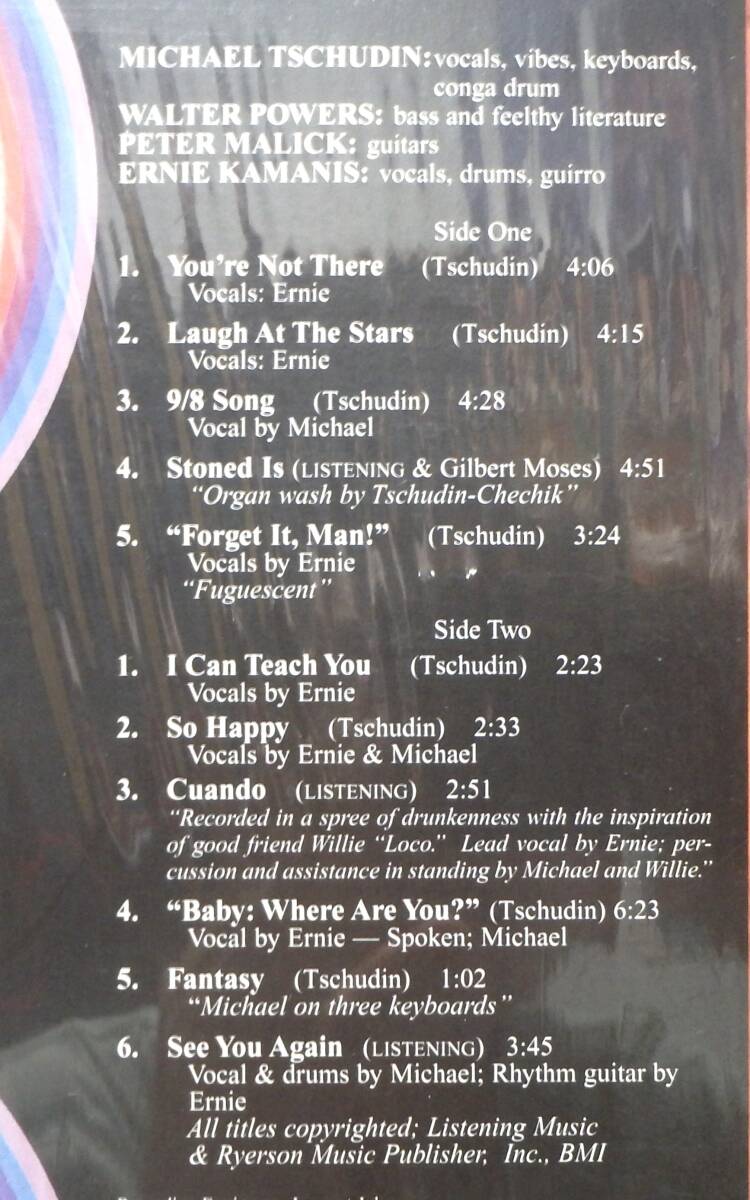 MICHAEL TSCHUDIN: vocals, vibes, keyboards,
conga drum
WALTER POWERS: bass and feelthy literature
PETER MALICK: guitars
ERNIE KAMANIS: vocals, drums, guirro
Side One
1. You're Not There (Tschudin) 4:06
Vocals: Ernie
2. Laugh At The Stars (Tschudin) 4:15
Vocals: Ernie
3. 9/8 Song (Tschudin) 4:28
Vocal by Michael
4. Stoned Is (LISTENING & Gilbert Moses) 4:51
"Organ wash by Tschudin-Chechik"
5. "Forget It, Man!" (Tschudin) 3:24
Vocals by Ernie
"Fuguescent"
Side Two
1. I Can Teach You (Tschudin) 2:23
Vocals by Ernie
2. So Happy (Tschudin) 2:33
Vocals by Ernie & Michael
3. Cuando (LISTENING) 2:51
"Recorded in a spree of drunkenness with the inspiration
of good friend Willie "Loco." Lead vocal by Ernie; per-
cussion and assistance in standing by Michael and Willie."
4. "Baby: Where Are You?" (Tschudin) 6:23
Vocal by Ernie — Spoken; Michael
5. Fantasy (Tschudin) 1:02
"Michael on three keyboards"
6. See You Again (LISTENING) 3:45
Vocal & drums by Michael; Rhythm guitar by
Ernie
All titles copyrighted; Listening Music
& Ryerson Music Publisher, Inc., BMI